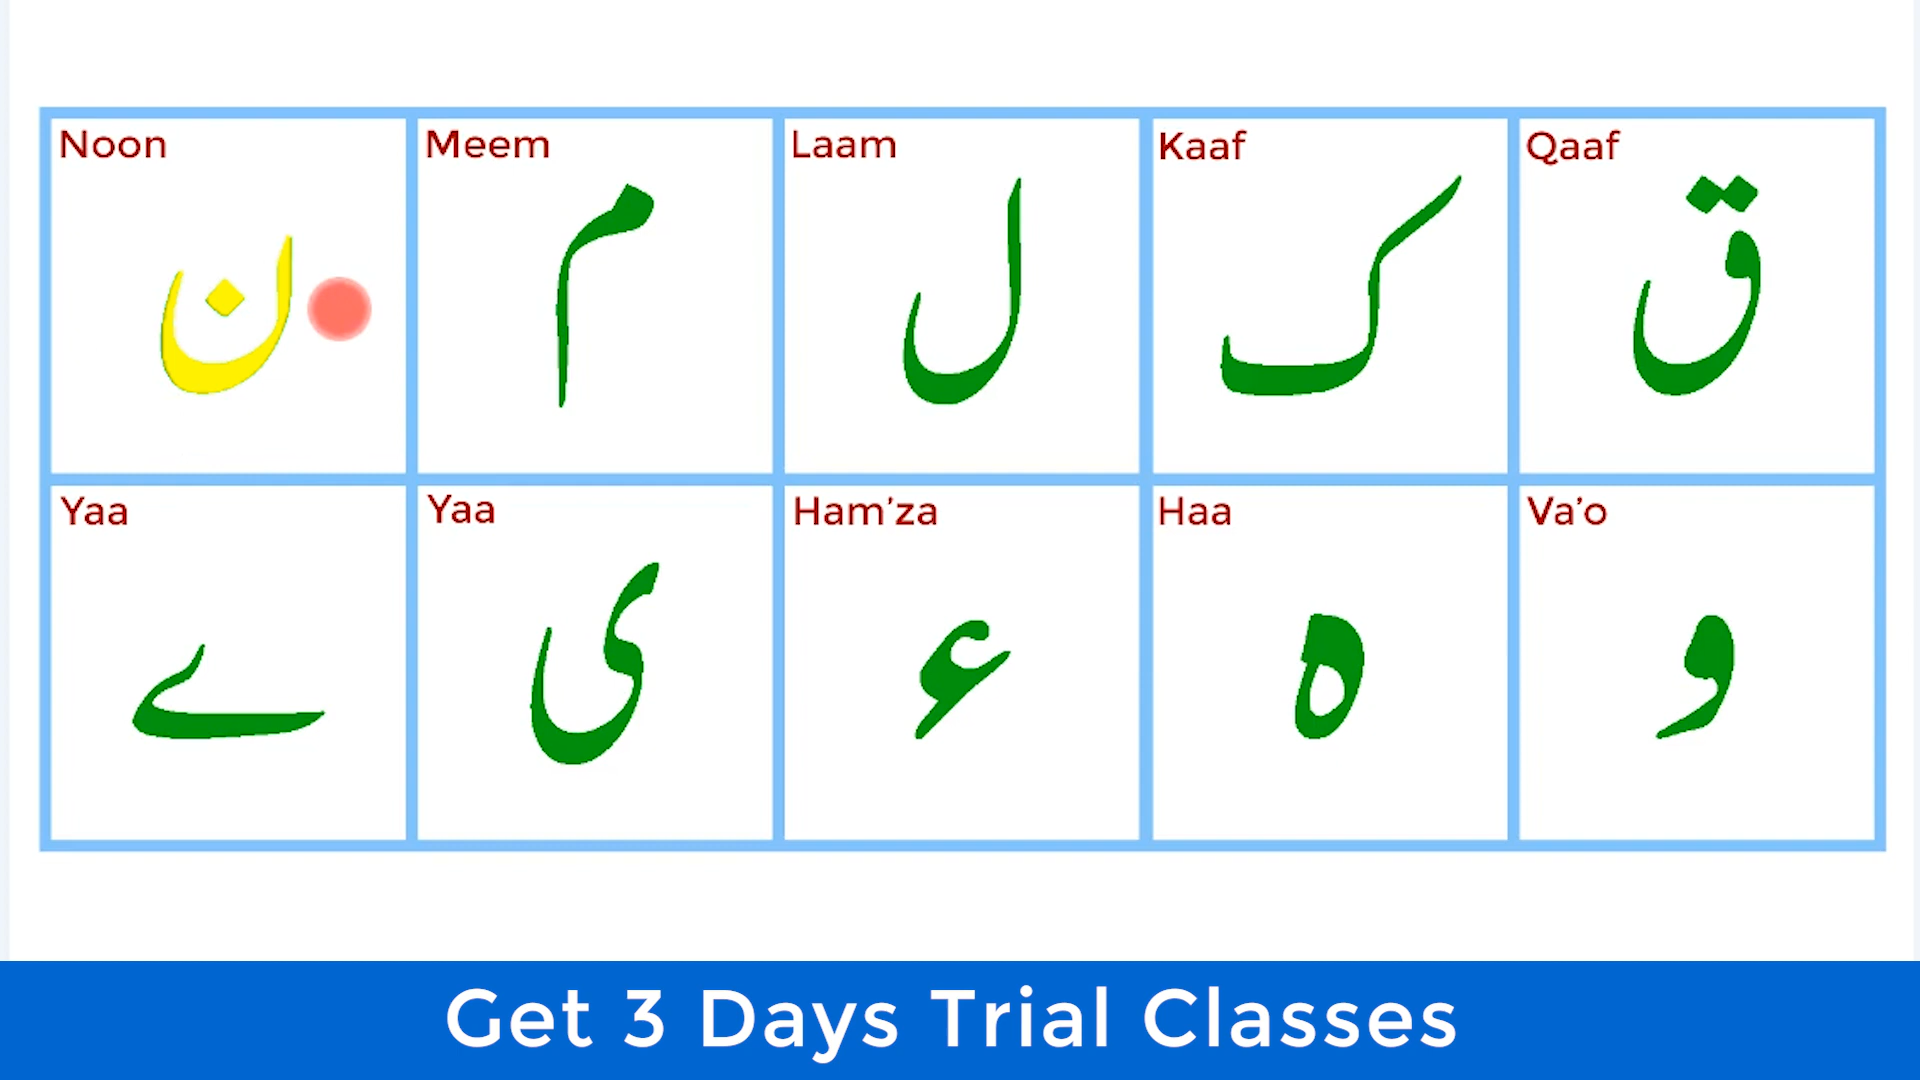 Qaaf Kaaf Laam Meem Noon
ق ک ل م ن
Va’o Haa Ham’za Yaa Yaa
و ہ ء ی ے
Get 3 Days Trial Classes